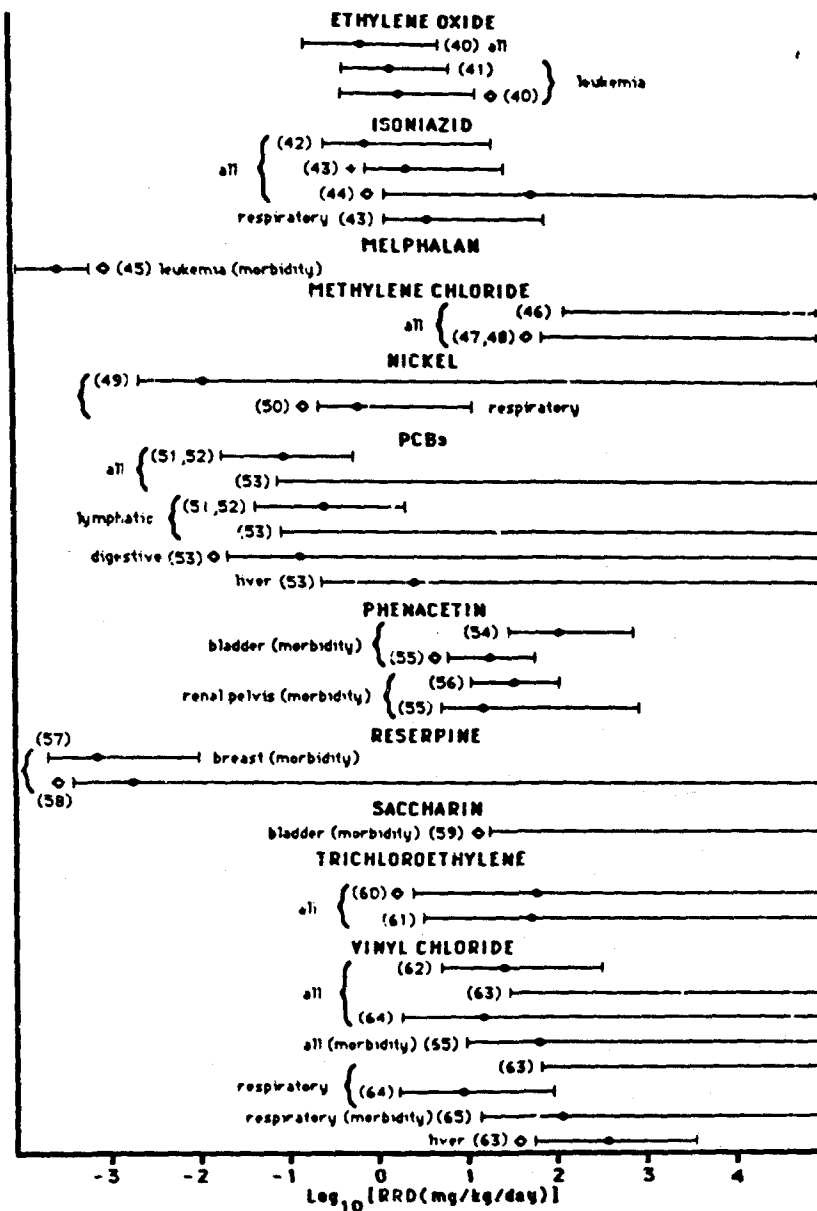 ETHYLENE OXIDE
(40) all
(41)
leukemia
(40)
ISONIAZID
(42)
all
(43)
(44)
respiratory (43)
MELPHALAN
(45) leukemia (morbidity)
METHYLENE CHLORIDE
(46)
all
(47,48)
NICKEL
(49)
(50)
respiratory
PCBs
(51,52)
all
(53)
(51,52)
lymphatic
(53)
digestive (53)
liver (53)
PHENACETIN
(54)
bladder (morbidity)
(55)
(56)
renal pelvis (morbidity)
(55)
RESERPINE
(57)
breast (morbidity)
(58)
SACCHARIN
bladder (morbidity) (59)
TRICHLOROETHYLENE
(60)
all
(61)
VINYL CHLORIDE
(62)
all
(63)
(64)
all (morbidity) (65)
(63)
respiratory
(64)
respiratory (morbidity) (65)
liver (63)
-3 -2 -1 0 1 2 3 4
Log10[RRD(mg/kg/day)]